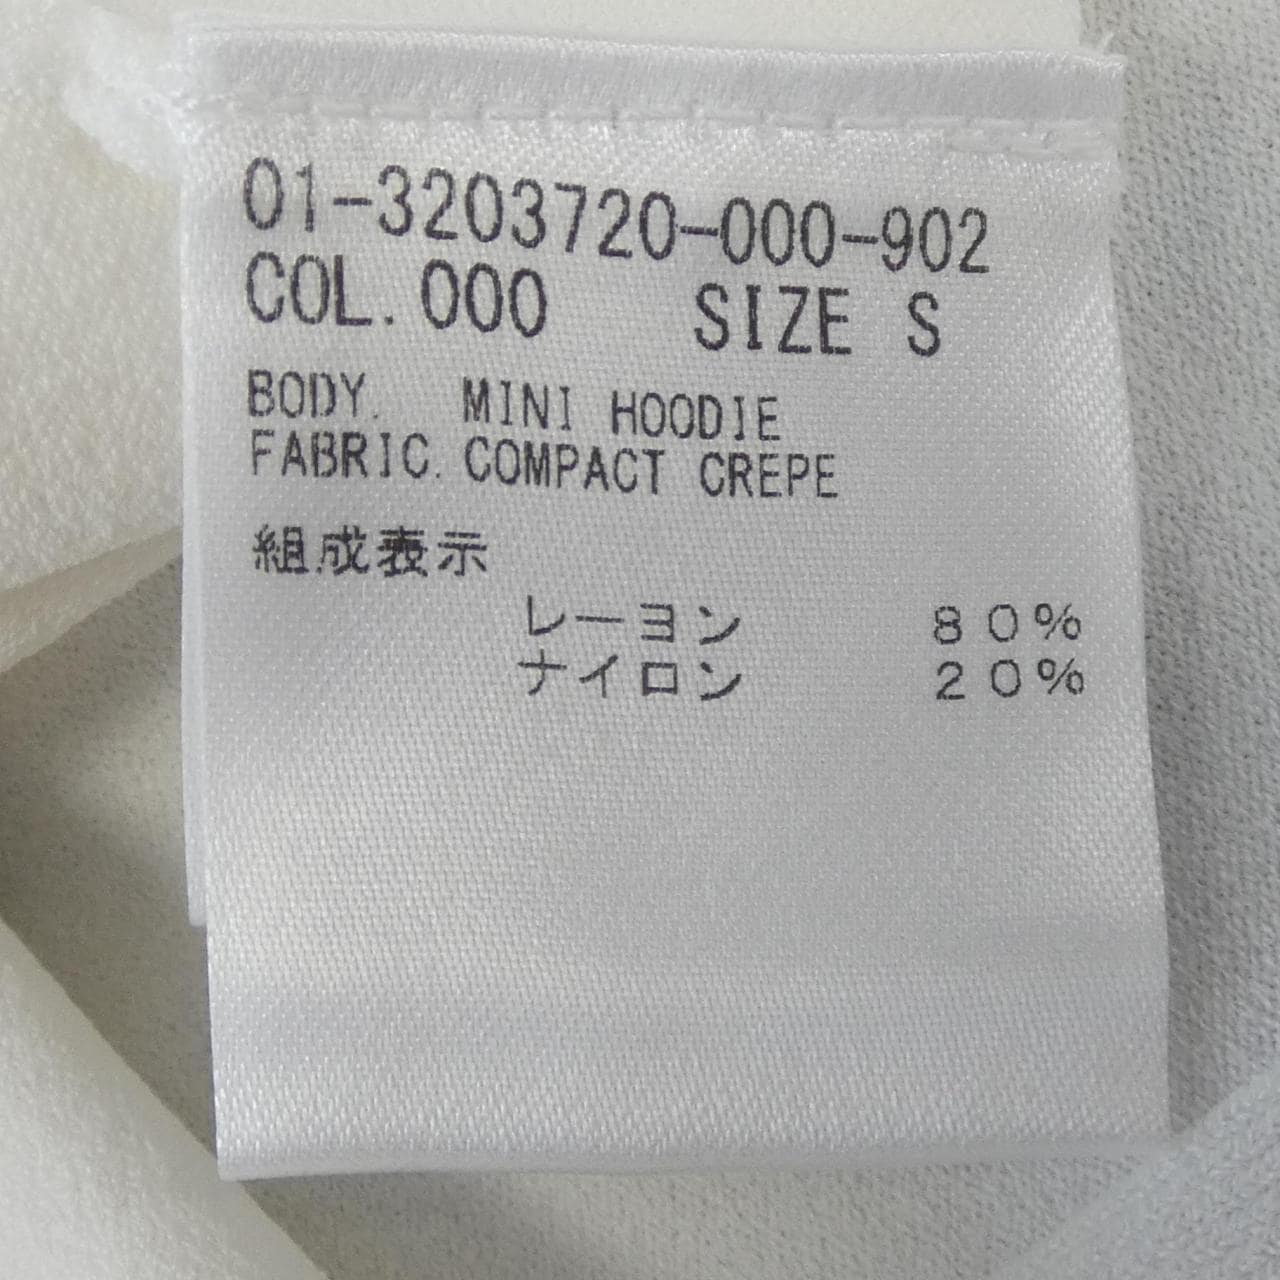 01-3203720-000-902
COL. 000 SIZE S
BODY. MINI HOODIE
FABRIC. COMPACT CREPE
組成表示
レーヨン 80%
ナイロン 20%